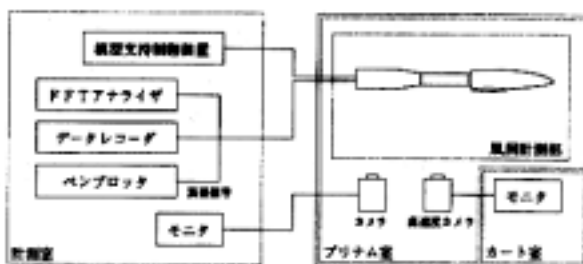 模型支持制御装置
FFTアナライザ
データレコーダ
ペンプロッタ
モニタ
計測室
風洞計測部
カメラ
高速度カメラ
モニタ
プリナム室
カート室